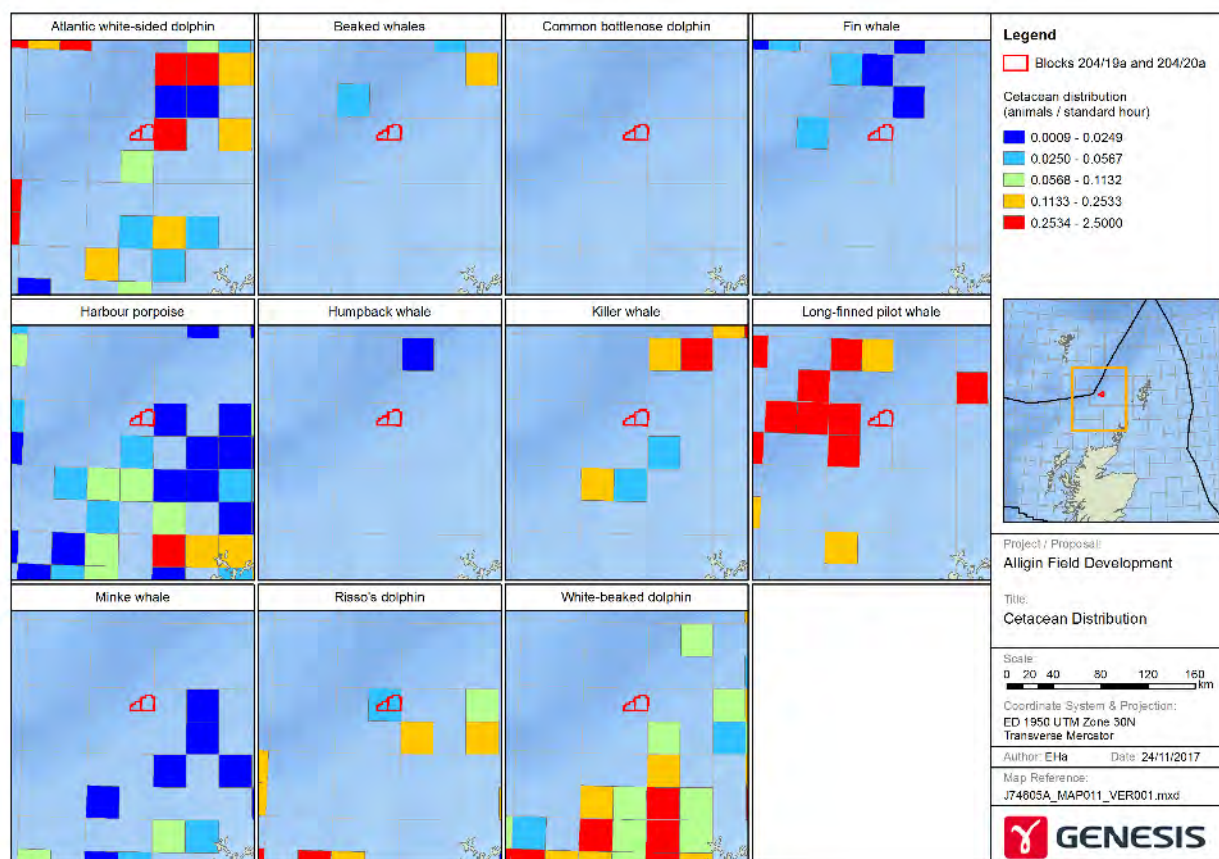 Atlantic white-sided dolphin
Beaked whales
Common bottlenose dolphin
Fin whale
Harbour porpoise
Humpback whale
Killer whale
Long-finned pilot whale
Minke whale
Risso's dolphin
White-beaked dolphin
Legend
Blocks 204/19a and 204/20a
Cetacean distribution
(animals / standard hour)
0.0009 - 0.0249
0.0250 - 0.0567
0.0568 - 0.1132
0.1133 - 0.2533
0.2534 - 2.5000
Project / Proposal:
Alligin Field Development
Title:
Cetacean Distribution
Scale:
0 20 40 80 120 160
km
Coordinate System & Projection:
ED 1950 UTM Zone 30N
Transverse Mercator
Author: EHa Date: 24/11/2017
Map Reference:
J74605A_MAP011_VER001.mxd
GENESIS